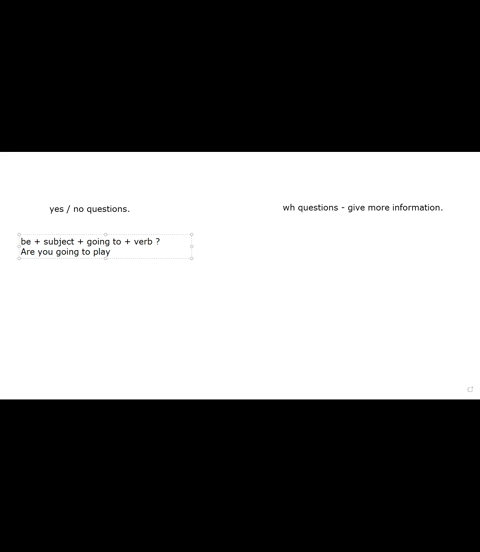 yes / no questions.
wh questions - give more information.
be + subject + going to + verb ?
Are you going to play